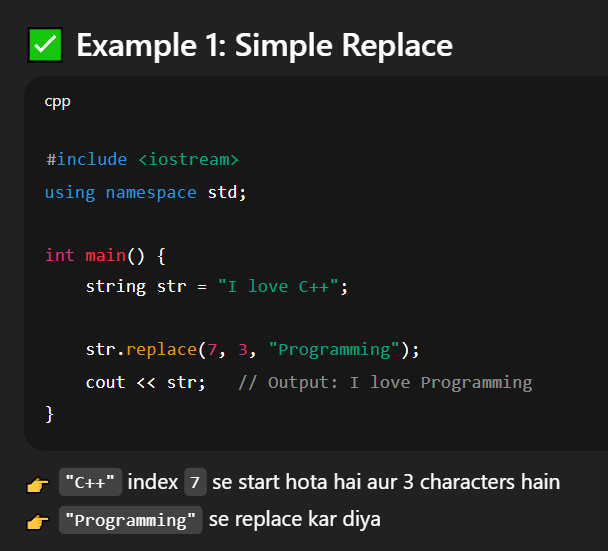 ✅ Example 1: Simple Replace
cpp
#include <iostream>
using namespace std;
int main() {
    string str = "I love C++";
    str.replace(7, 3, "Programming");
    cout << str;   // Output: I love Programming
}
👉 "C++" index 7 se start hota hai aur 3 characters hain
👉 "Programming" se replace kar diya